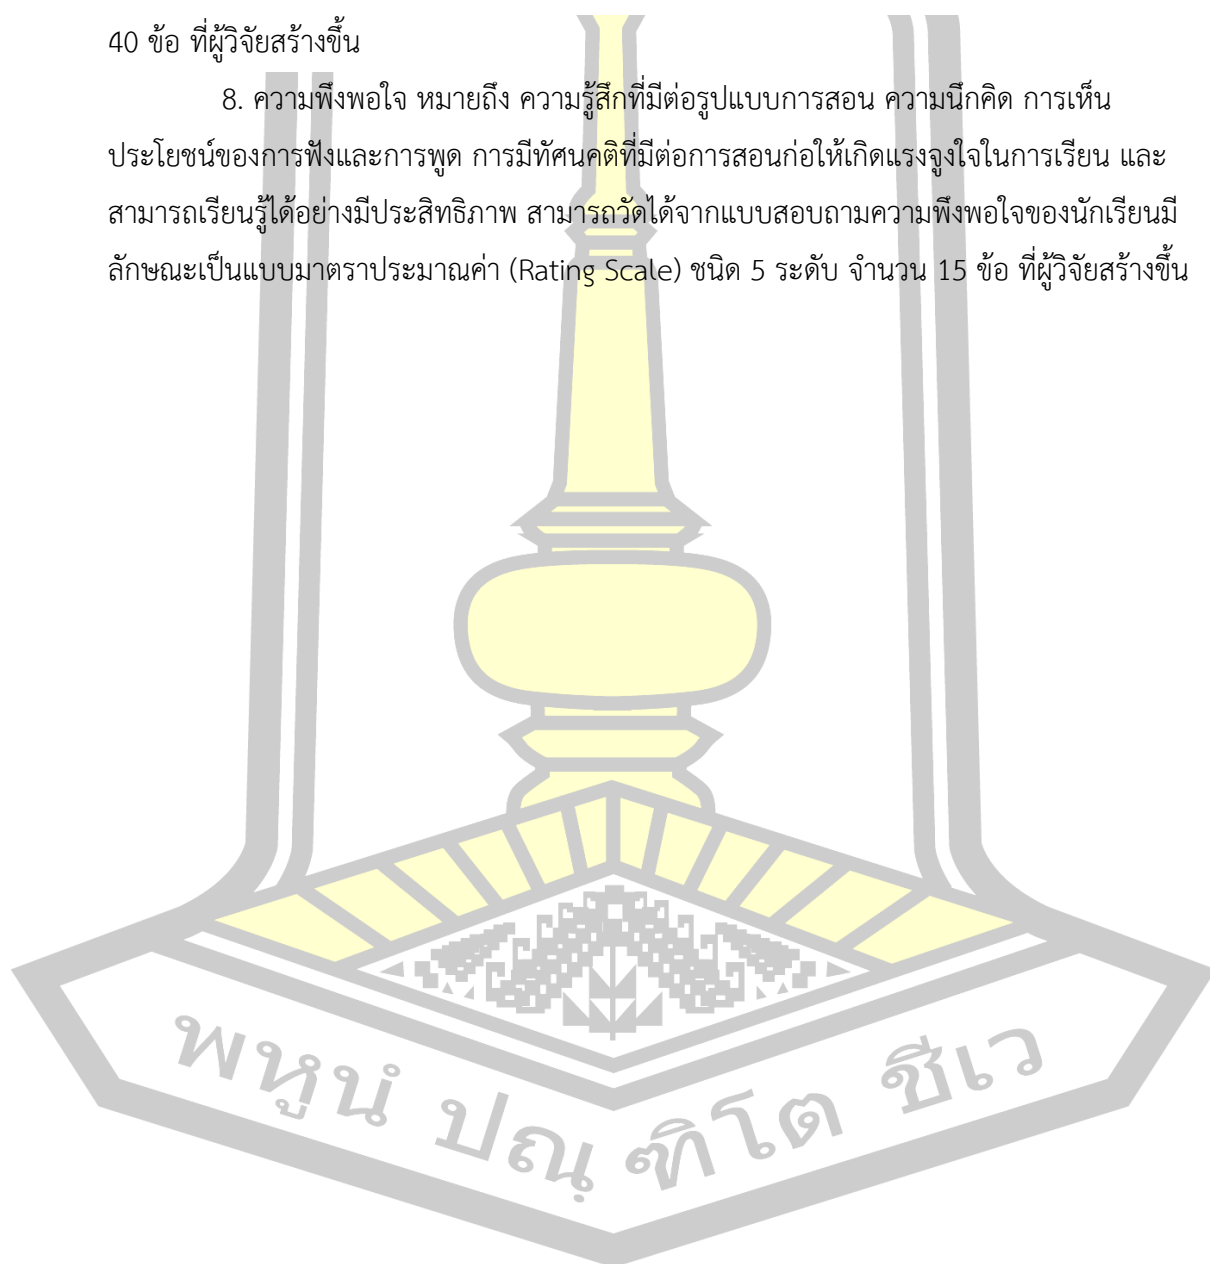 40 ข้อ ที่ผู้วิจัยสร้างขึ้น
8. ความพึงพอใจ หมายถึง ความรู้สึกที่มีต่อรูปแบบการสอน ความนึกคิด การเห็น
ประโยชน์ของการฟังและการพูด การมีทัศนคติที่มีต่อการสอนก่อให้เกิดแรงจูงใจในการเรียน และ
สามารถเรียนรู้ได้อย่างมีประสิทธิภาพ สามารถวัดได้จากแบบสอบถามความพึงพอใจของนักเรียนมี
ลักษณะเป็นแบบมาตราประมาณค่า (Rating Scale) ชนิด 5 ระดับ จำนวน 15 ข้อ ที่ผู้วิจัยสร้างขึ้น
พหูนํ ปณฺฑิโต ชีเว